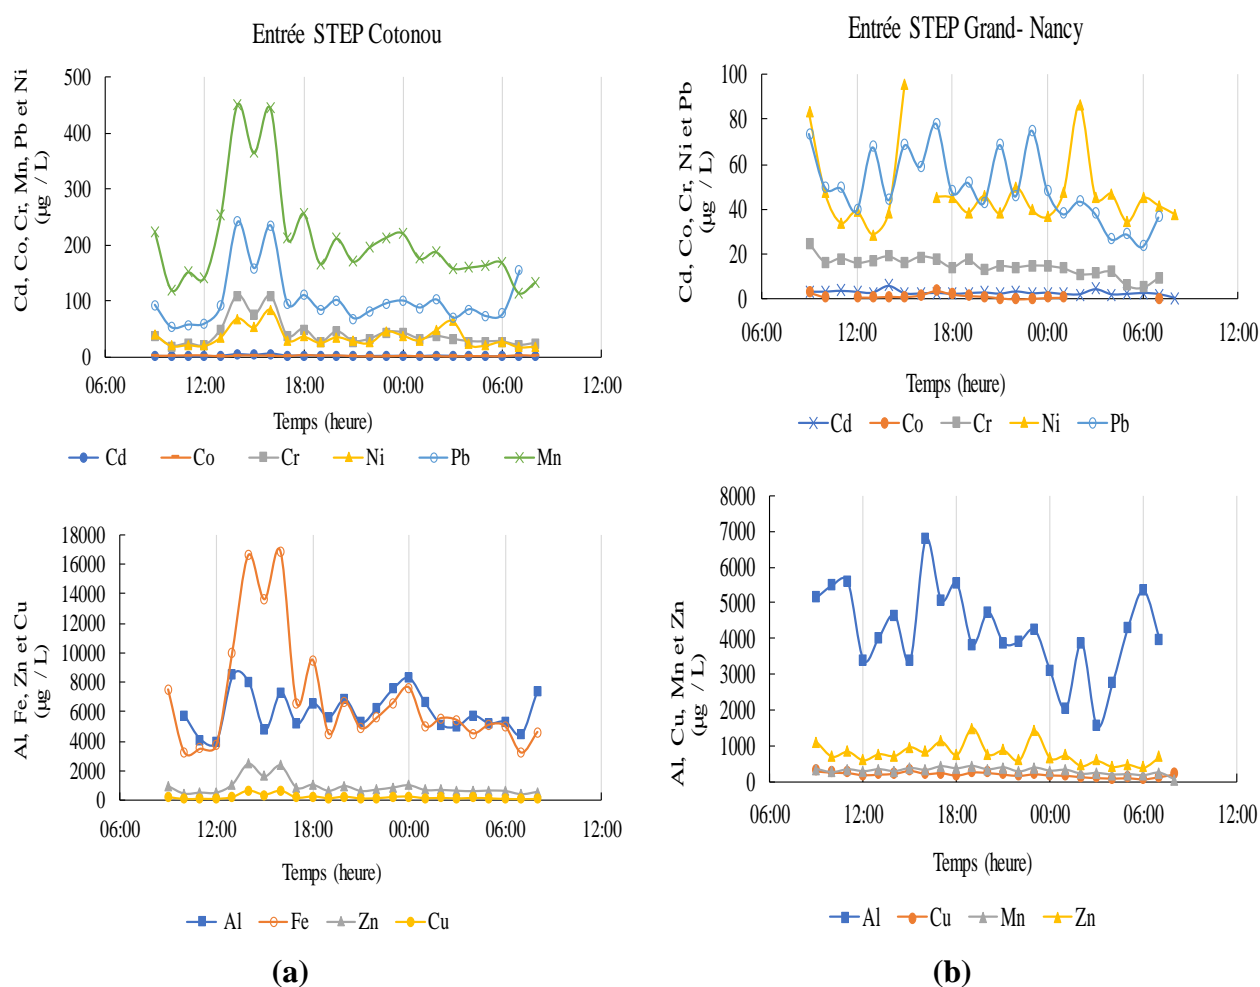 Entrée STEP Cotonou
Cd, Co, Cr, Mn, Pb et Ni
(µg / L)
500
400
300
200
100
0
06:00 12:00 18:00 00:00 06:00 12:00
Temps (heure)
Cd Co Cr Ni Pb Mn
Entrée STEP Grand- Nancy
Cd, Co, Cr, Ni et Pb
(µg / L)
100
80
60
40
20
0
06:00 12:00 18:00 00:00 06:00 12:00
Temps (heure)
Cd Co Cr Ni Pb
Al, Fe, Zn et Cu
(µg / L)
18000
16000
14000
12000
10000
8000
6000
4000
2000
0
06:00 12:00 18:00 00:00 06:00 12:00
Temps (heure)
Al Fe Zn Cu
(a)
Al, Cu, Mn et Zn
(µg / L)
8000
7000
6000
5000
4000
3000
2000
1000
0
06:00 12:00 18:00 00:00 06:00 12:00
Temps (heure)
Al Cu Mn Zn
(b)